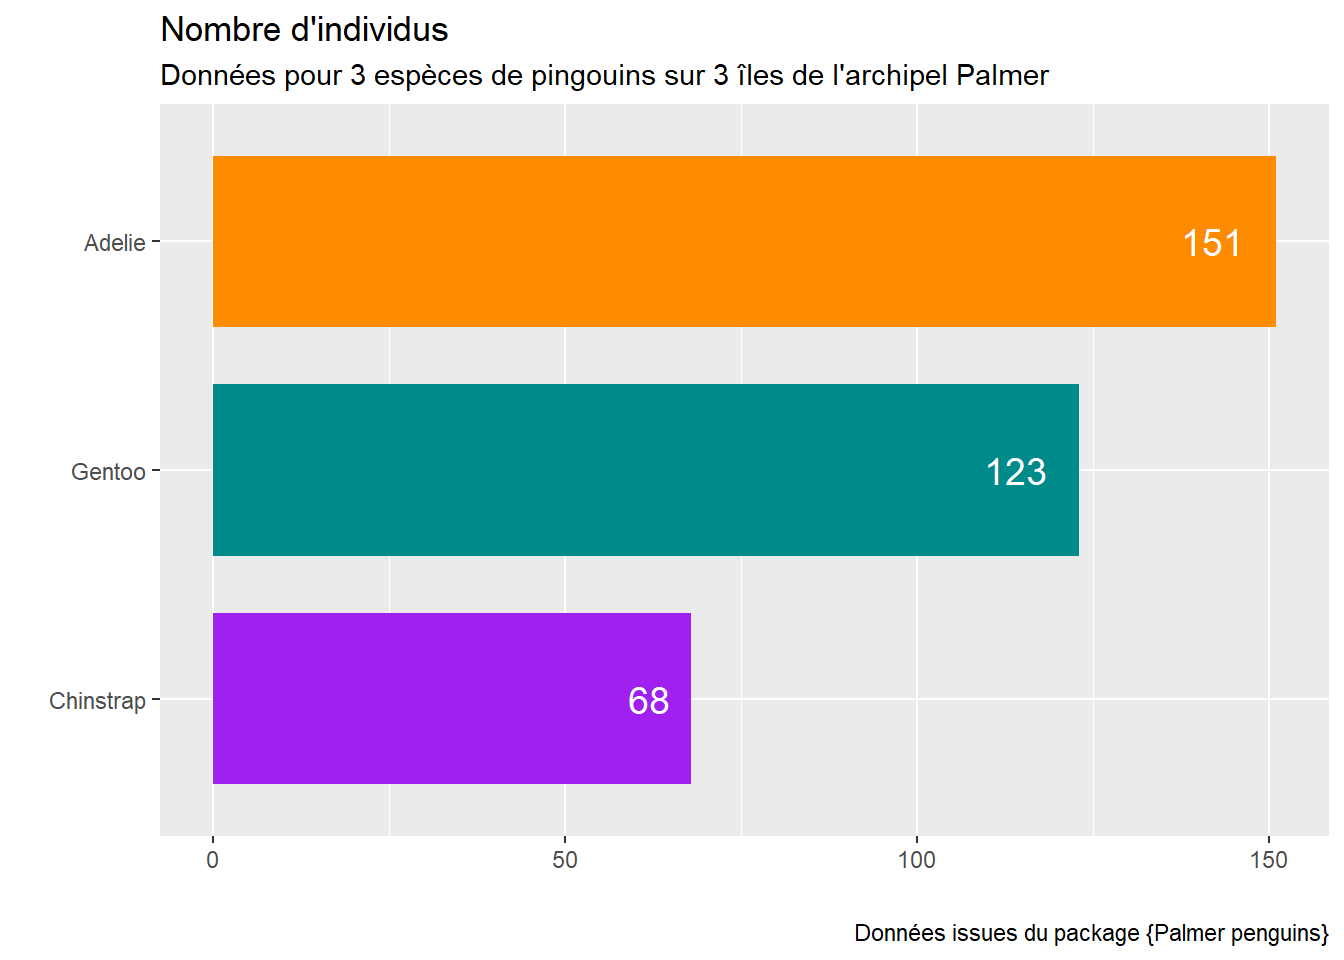 Nombre d'individus
Données pour 3 espèces de pingouins sur 3 îles de l'archipel Palmer
Adelie
151
Gentoo
123
Chinstrap
68
0 50 100 150
Données issues du package {Palmer penguins}